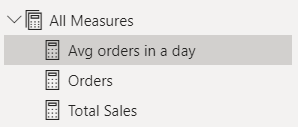 All Measures
Avg orders in a day
Orders
Total Sales